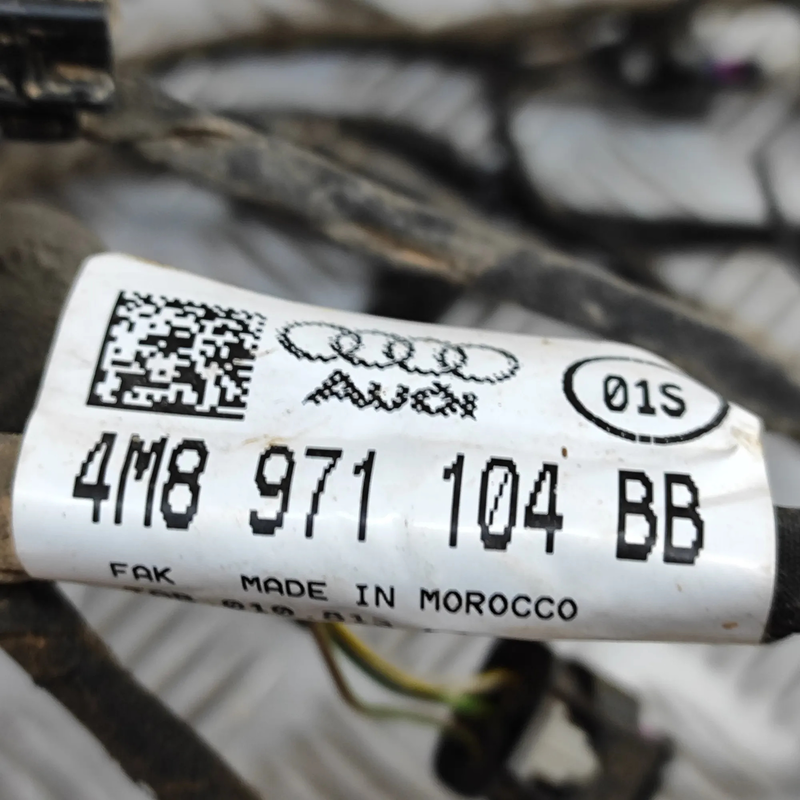 AUDI
01S
4M8 971 104 BB
FAK MADE IN MOROCCO